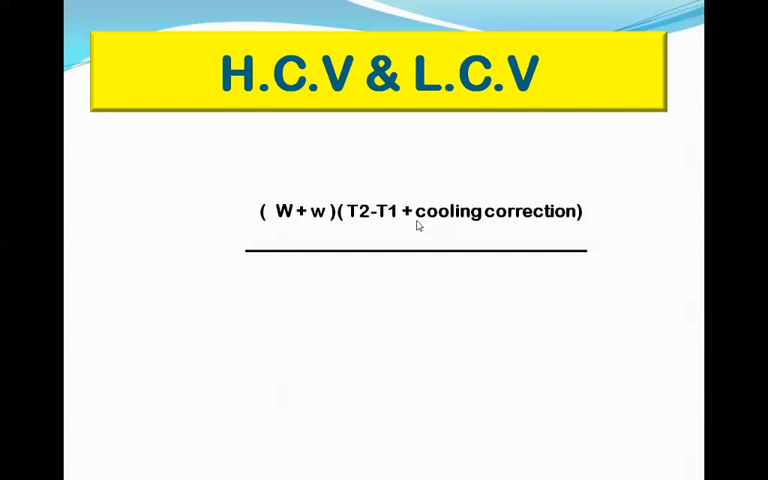 H.C.V & L.C.V
( W + w )( T2-T1 + cooling correction)